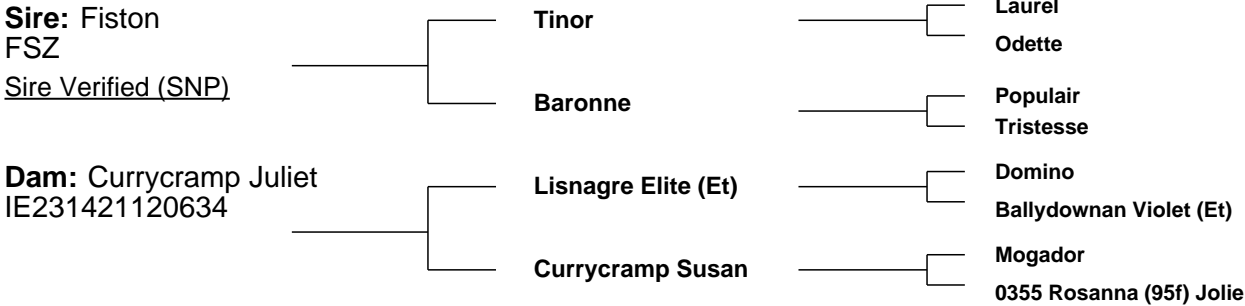 Sire: Fiston
FSZ
Sire Verified (SNP)
Tinor
Laurel
Odette
Baronne
Populair
Tristesse
Dam: Currycramp Juliet
IE231421120634
Lisnagre Elite (Et)
Domino
Ballydownan Violet (Et)
Currycramp Susan
Mogador
0355 Rosanna (95f) Jolie